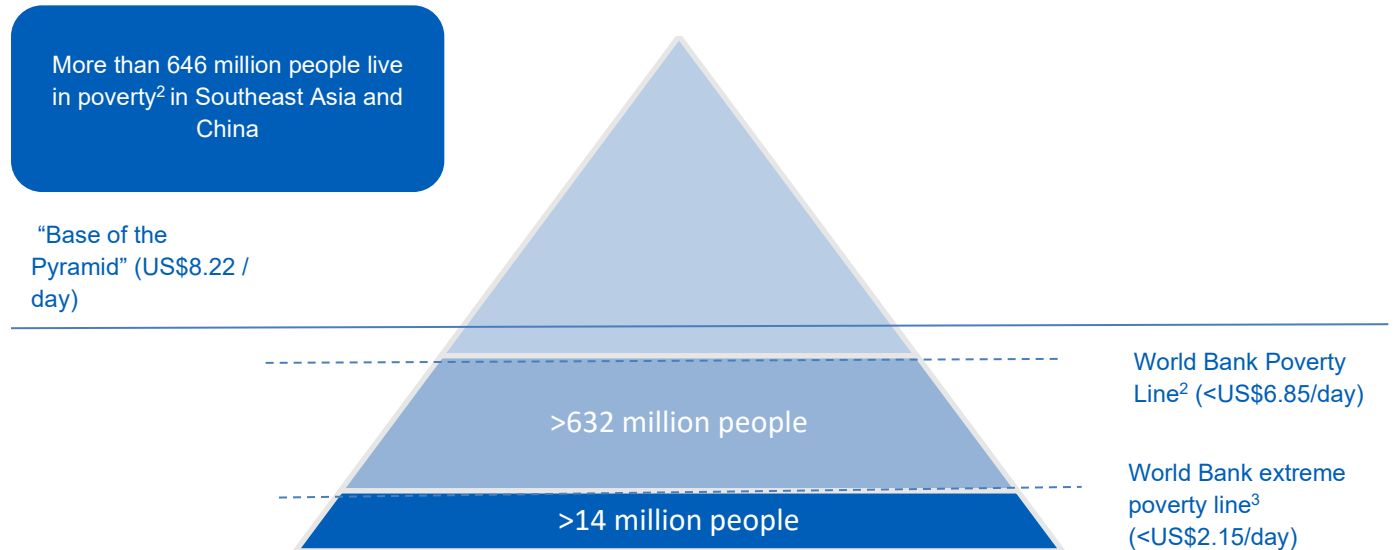 More than 646 million people live
in poverty² in Southeast Asia and
China
“Base of the
Pyramid” (US$8.22 /
day)
World Bank Poverty
Line² (<US$6.85/day)
>632 million people
World Bank extreme
poverty line³
(<US$2.15/day)
>14 million people